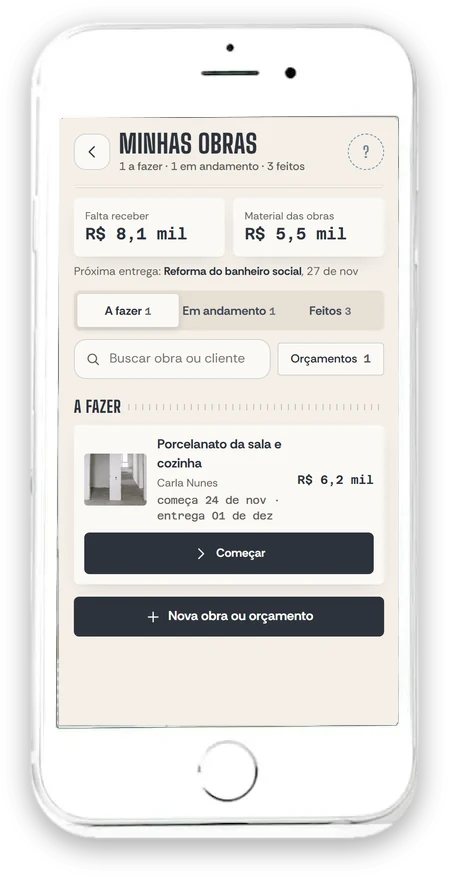 MINHAS OBRAS
1 a fazer · 1 em andamento · 3 feitos
?
Falta receber
R$ 8,1 mil
Material das obras
R$ 5,5 mil
Próxima entrega: Reforma do banheiro social, 27 de nov
A fazer 1
Em andamento 1
Feitos 3
Buscar obra ou cliente
Orçamentos 1
A FAZER
Porcelanato da sala e
cozinha
Carla Nunes
começa 24 de nov ·
entrega 01 de dez
R$ 6,2 mil
Começar
Nova obra ou orçamento